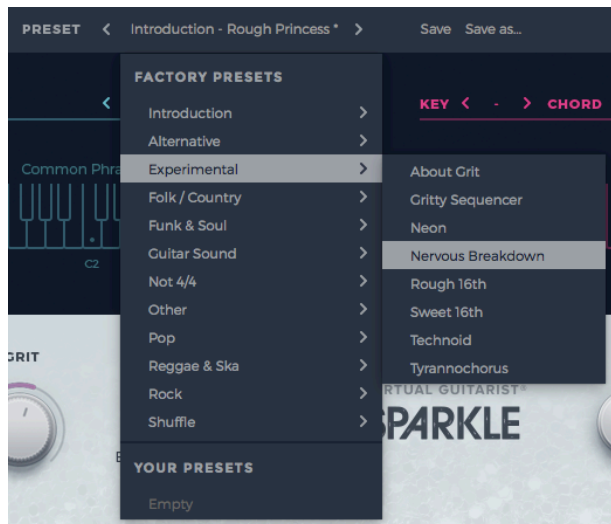 PRESET < Introduction - Rough Princess * > Save Save as...
FACTORY PRESETS
Introduction >
Alternative >
Experimental >
Folk / Country >
Funk & Soul >
Guitar Sound >
Not 4/4 >
Other >
Pop >
Reggae & Ska >
Rock >
Shuffle >
YOUR PRESETS
Empty
About Grit
Gritty Sequencer
Neon
Nervous Breakdown
Rough 16th
Sweet 16th
Technoid
Tyrannochorus
< KEY < - > CHORD
Common Phra
C2
GRIT
RTUAL GUITARIST®
SPARKLE